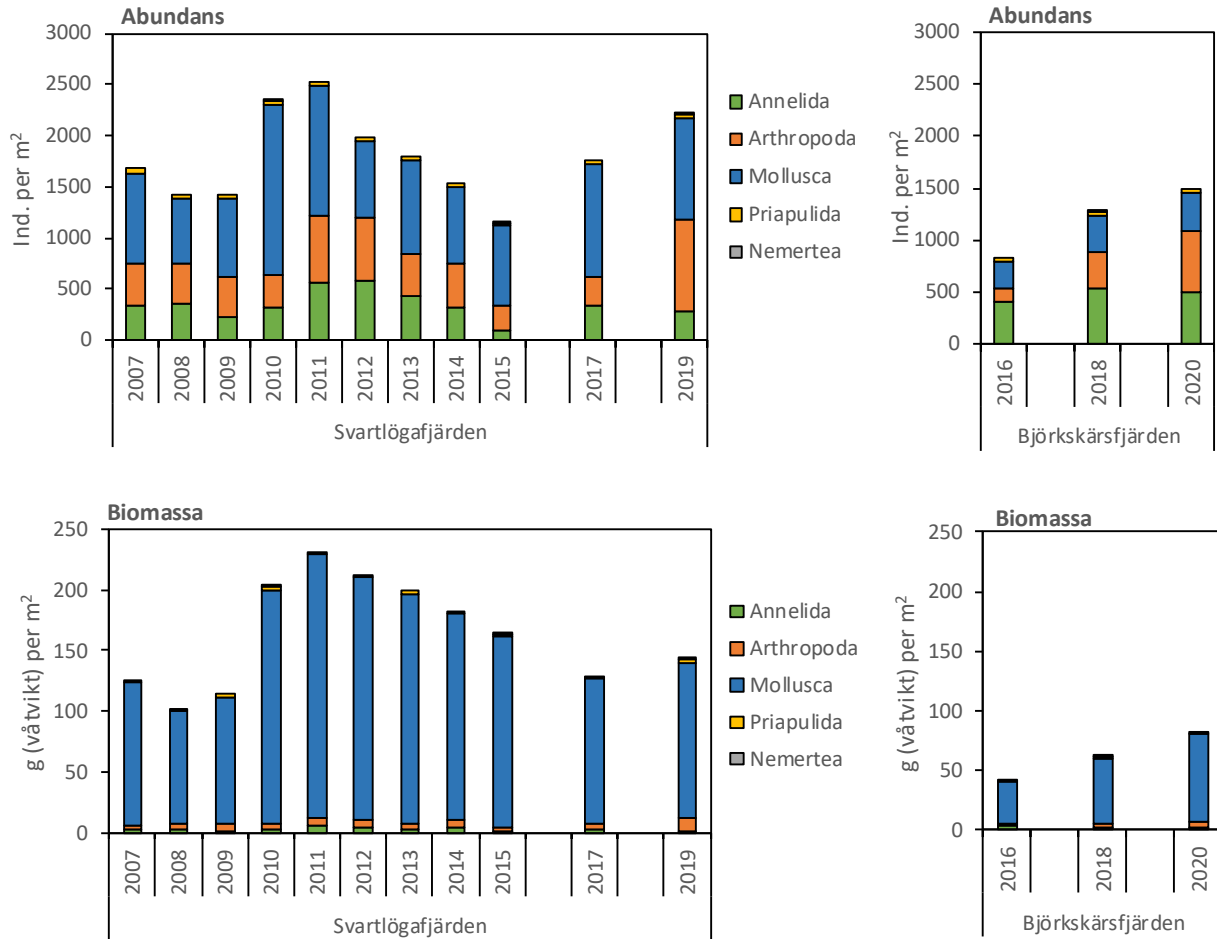 Abundans
Ind. per m²
3000
2500
2000
1500
1000
500
0
2007 2008 2009 2010 2011 2012 2013 2014 2015 2017 2019
Svartlögafjärden
Annelida
Arthropoda
Mollusca
Priapulida
Nemertea
Abundans
Ind. per m²
3000
2500
2000
1500
1000
500
0
2016 2018 2020
Björkskärsfjärden
Biomassa
g (våtvikt) per m²
250
200
150
100
50
0
2007 2008 2009 2010 2011 2012 2013 2014 2015 2017 2019
Svartlögafjärden
Annelida
Arthropoda
Mollusca
Priapulida
Nemertea
Biomassa
g (våtvikt) per m²
250
200
150
100
50
0
2016 2018 2020
Björkskärsfjärden